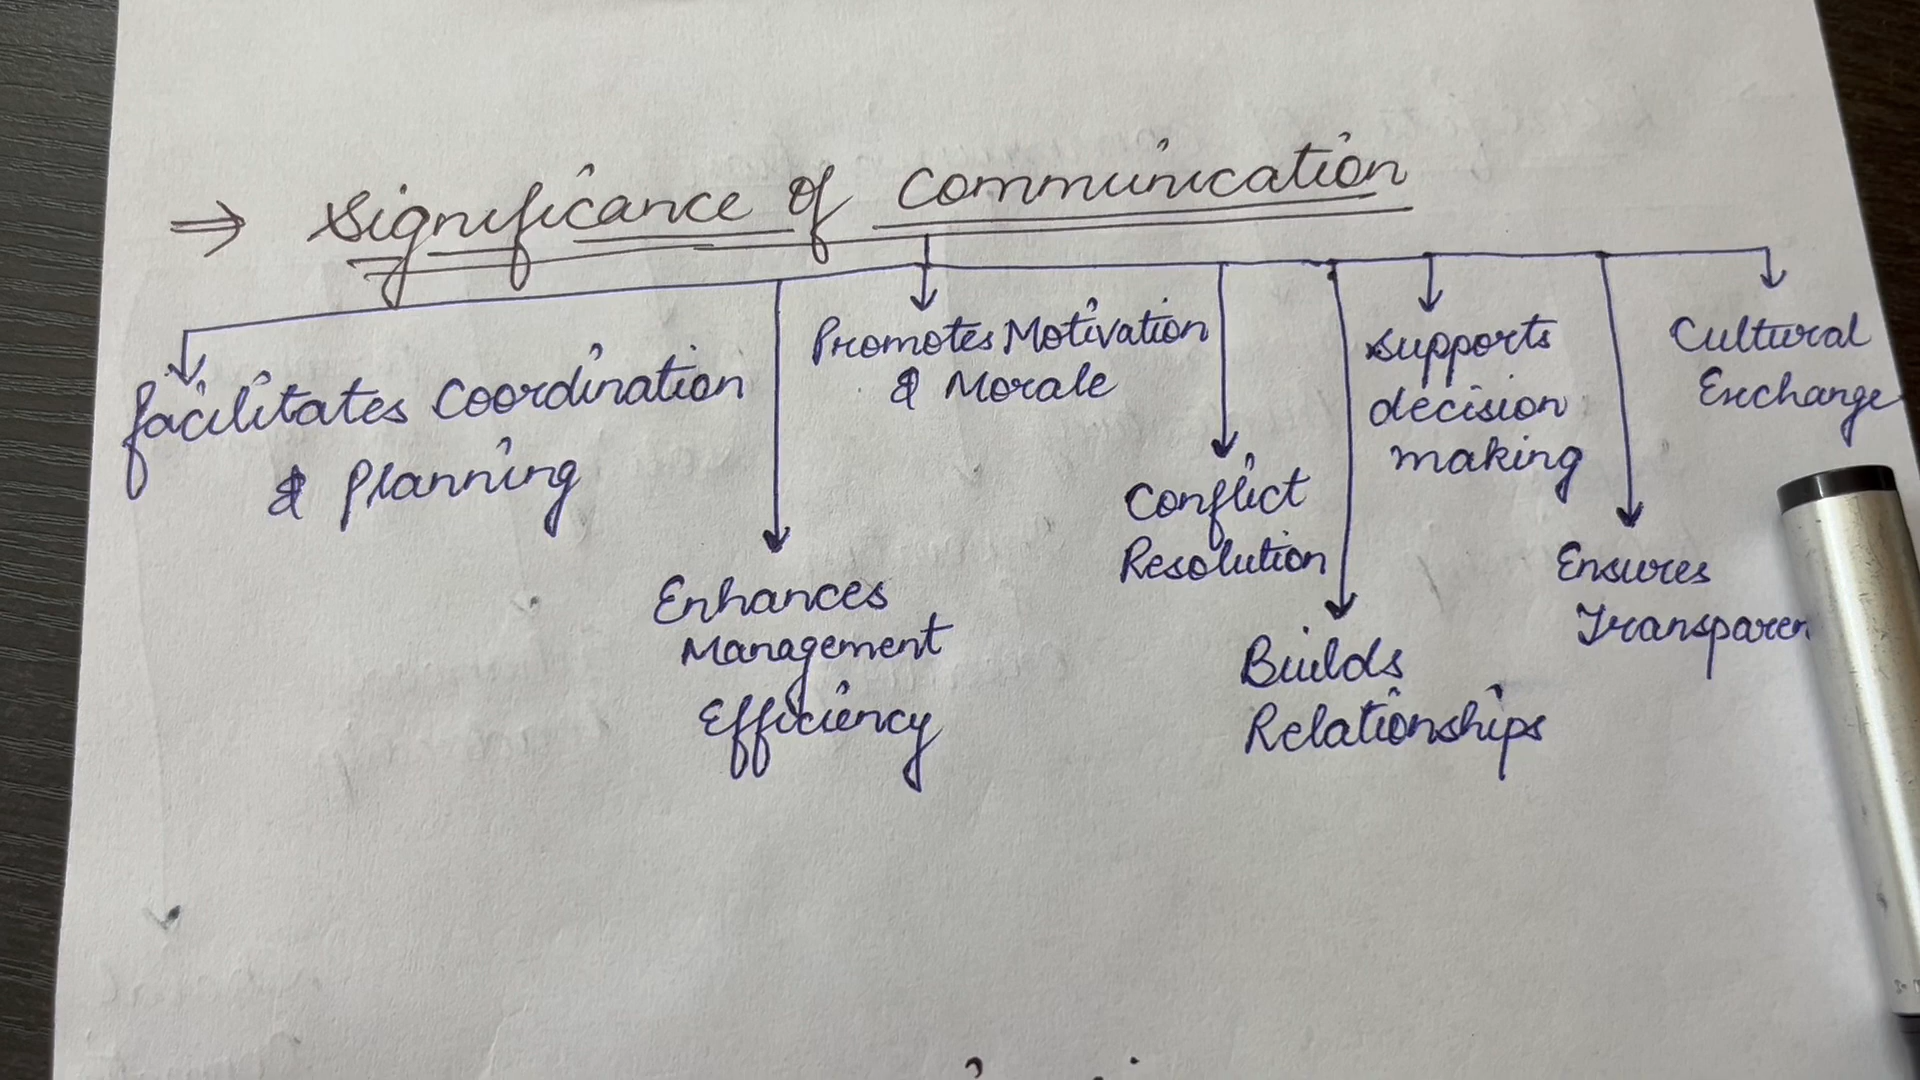 ⇒ Significance of Communication
Facilitates Coordination
& Planning
Enhances
Management
Efficiency
Promotes Motivation
& Morale
Conflict
Resolution
Builds
Relationships
Supports
decision
making
Ensures
Transparen
Cultural
Exchange